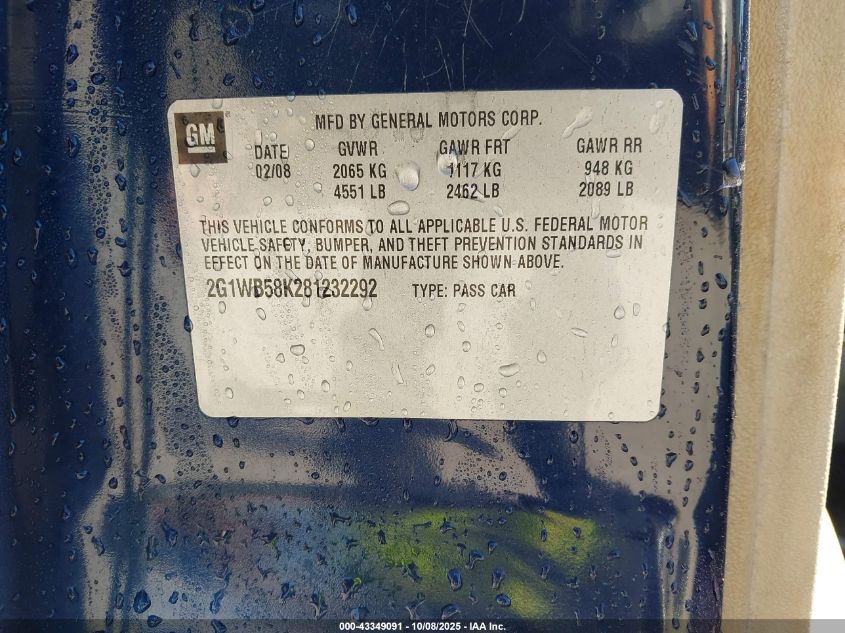 GM
MFD BY GENERAL MOTORS CORP.
DATE GVWR GAWR FRT GAWR RR
02/08 2065 KG 1117 KG 948 KG
4551 LB 2462 LB 2089 LB
THIS VEHICLE CONFORMS TO ALL APPLICABLE U.S. FEDERAL MOTOR
VEHICLE SAFETY, BUMPER, AND THEFT PREVENTION STANDARDS IN
EFFECT ON THE DATE OF MANUFACTURE SHOWN ABOVE.
2G1WB58K281232292 TYPE: PASS CAR
000-43349091 - 10/08/2025 - IAA Inc.